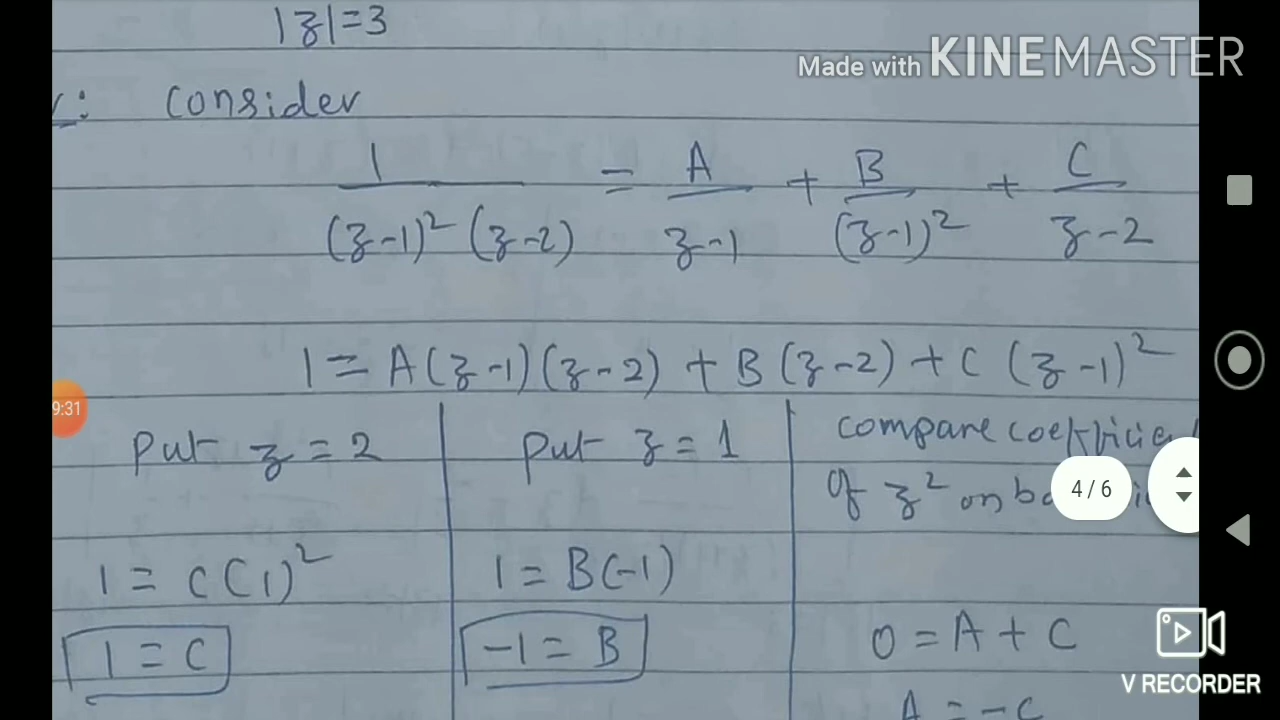 |z|=3
Made with KINEMASTER
: Consider
1 / (z-1)² (z-2) = A / z-1 + B / (z-1)² + C / z-2
1 = A(z-1)(z-2) + B(z-2) + C(z-1)²
9:31
Put z = 2
Put z = 1
compare
of z² on
4 / 6
1 = C(1)²
1 = B(-1)
1 = C
-1 = B
0 = A + C
A = -C
V RECORDER